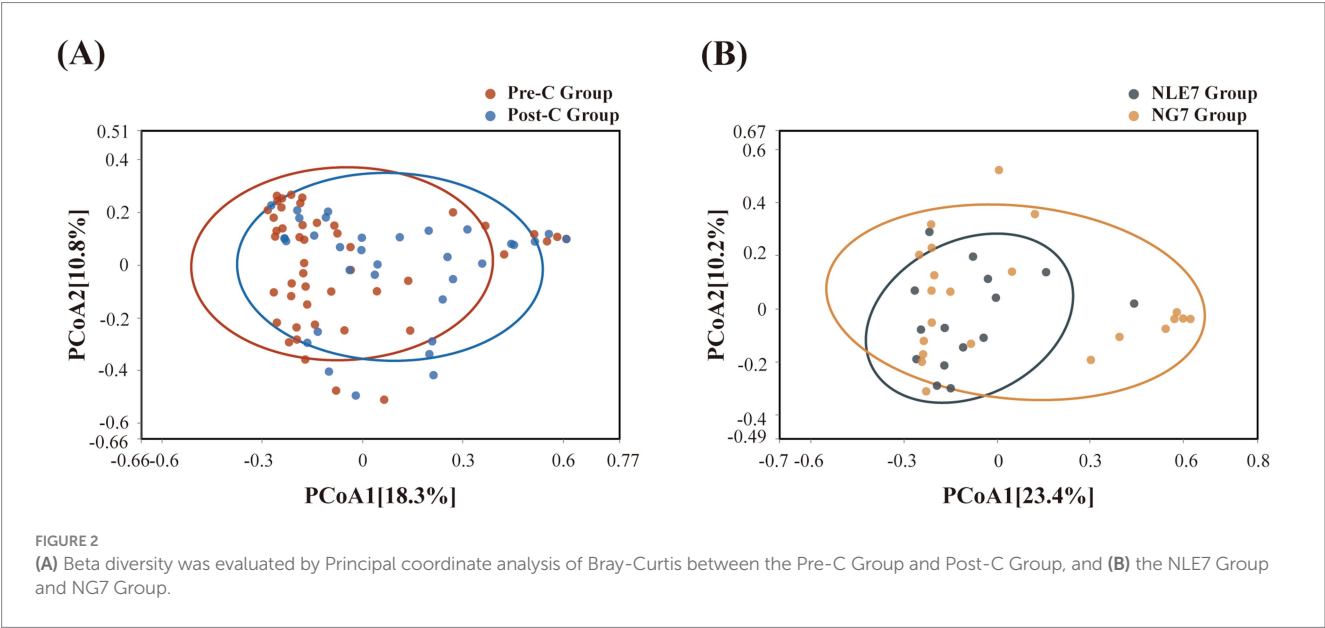 (A)
Pre-C Group
Post-C Group
0.51
0.4
0.2
0
-0.2
-0.4
-0.6
-0.66
PCoA2[10.8%]
-0.66 -0.6 -0.3 0 0.3 0.6 0.77
PCoA1[18.3%]
(B)
NLE7 Group
NG7 Group
0.67
0.6
0.4
0.2
0
-0.2
-0.4
-0.49
PCoA2[10.2%]
-0.7 -0.6 -0.3 0 0.3 0.6 0.8
PCoA1[23.4%]
FIGURE 2
(A) Beta diversity was evaluated by Principal coordinate analysis of Bray-Curtis between the Pre-C Group and Post-C Group, and (B) the NLE7 Group
and NG7 Group.